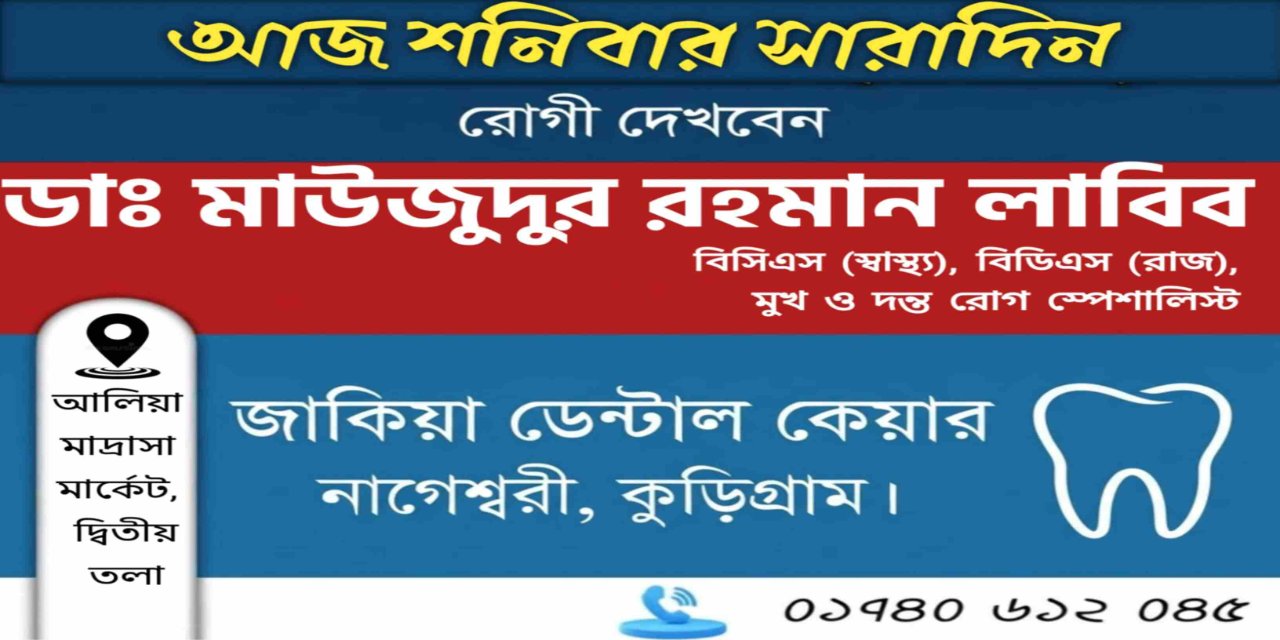 আজ শনিবার সারাদিন
রোগী দেখবেন
ডাঃ মাউজুদুর রহমান লাবিব
বিসিএস (স্বাস্থ্য), বিডিএস (রাজ),
মুখ ও দন্ত রোগ স্পেশালিস্ট
আলিয়া
মাদ্রাসা
মার্কেট,
দ্বিতীয়
তলা
জাকিয়া ডেন্টাল কেয়ার
নাগেশ্বরী, কুড়িগ্রাম।
০১৭৪০ ৬১২ ০৪৫